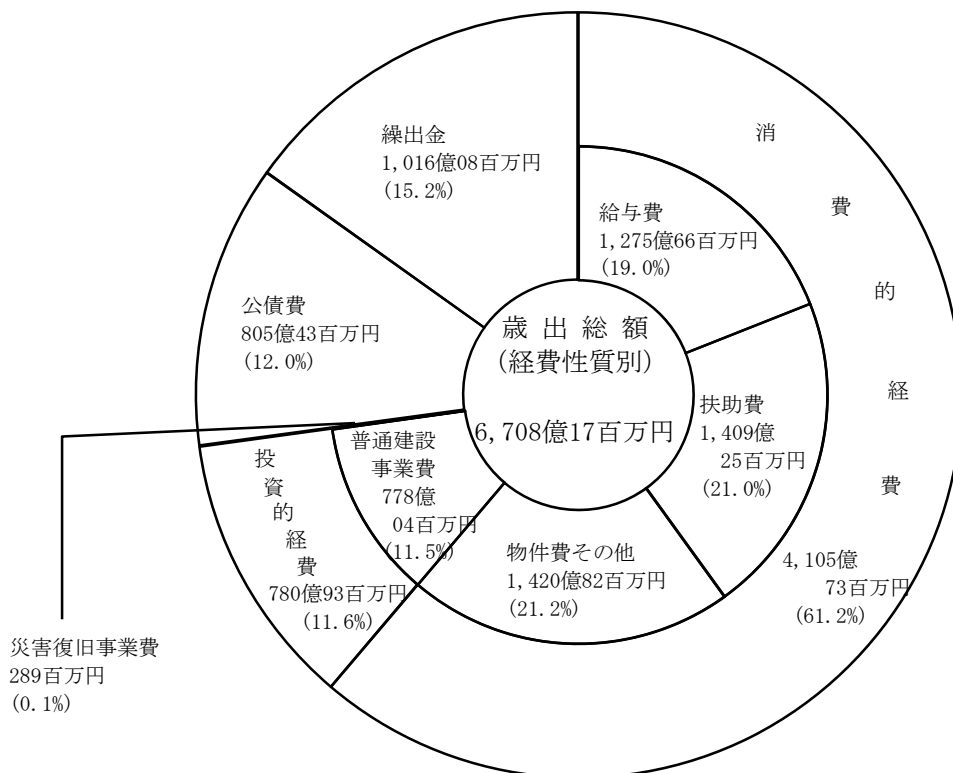 繰出金
1,016億08百万円
(15.2%)
消費的経費
4,105億
73百万円
(61.2%)
給与費
1,275億66百万円
(19.0%)
公債費
805億43百万円
(12.0%)
歳出総額
(経費性質別)
6,708億17百万円
扶助費
1,409億
25百万円
(21.0%)
普通建設
事業費
778億
04百万円
(11.5%)
投資的経費
780億93百万円
(11.6%)
物件費その他
1,420億82百万円
(21.2%)
災害復旧事業費
289百万円
(0.1%)